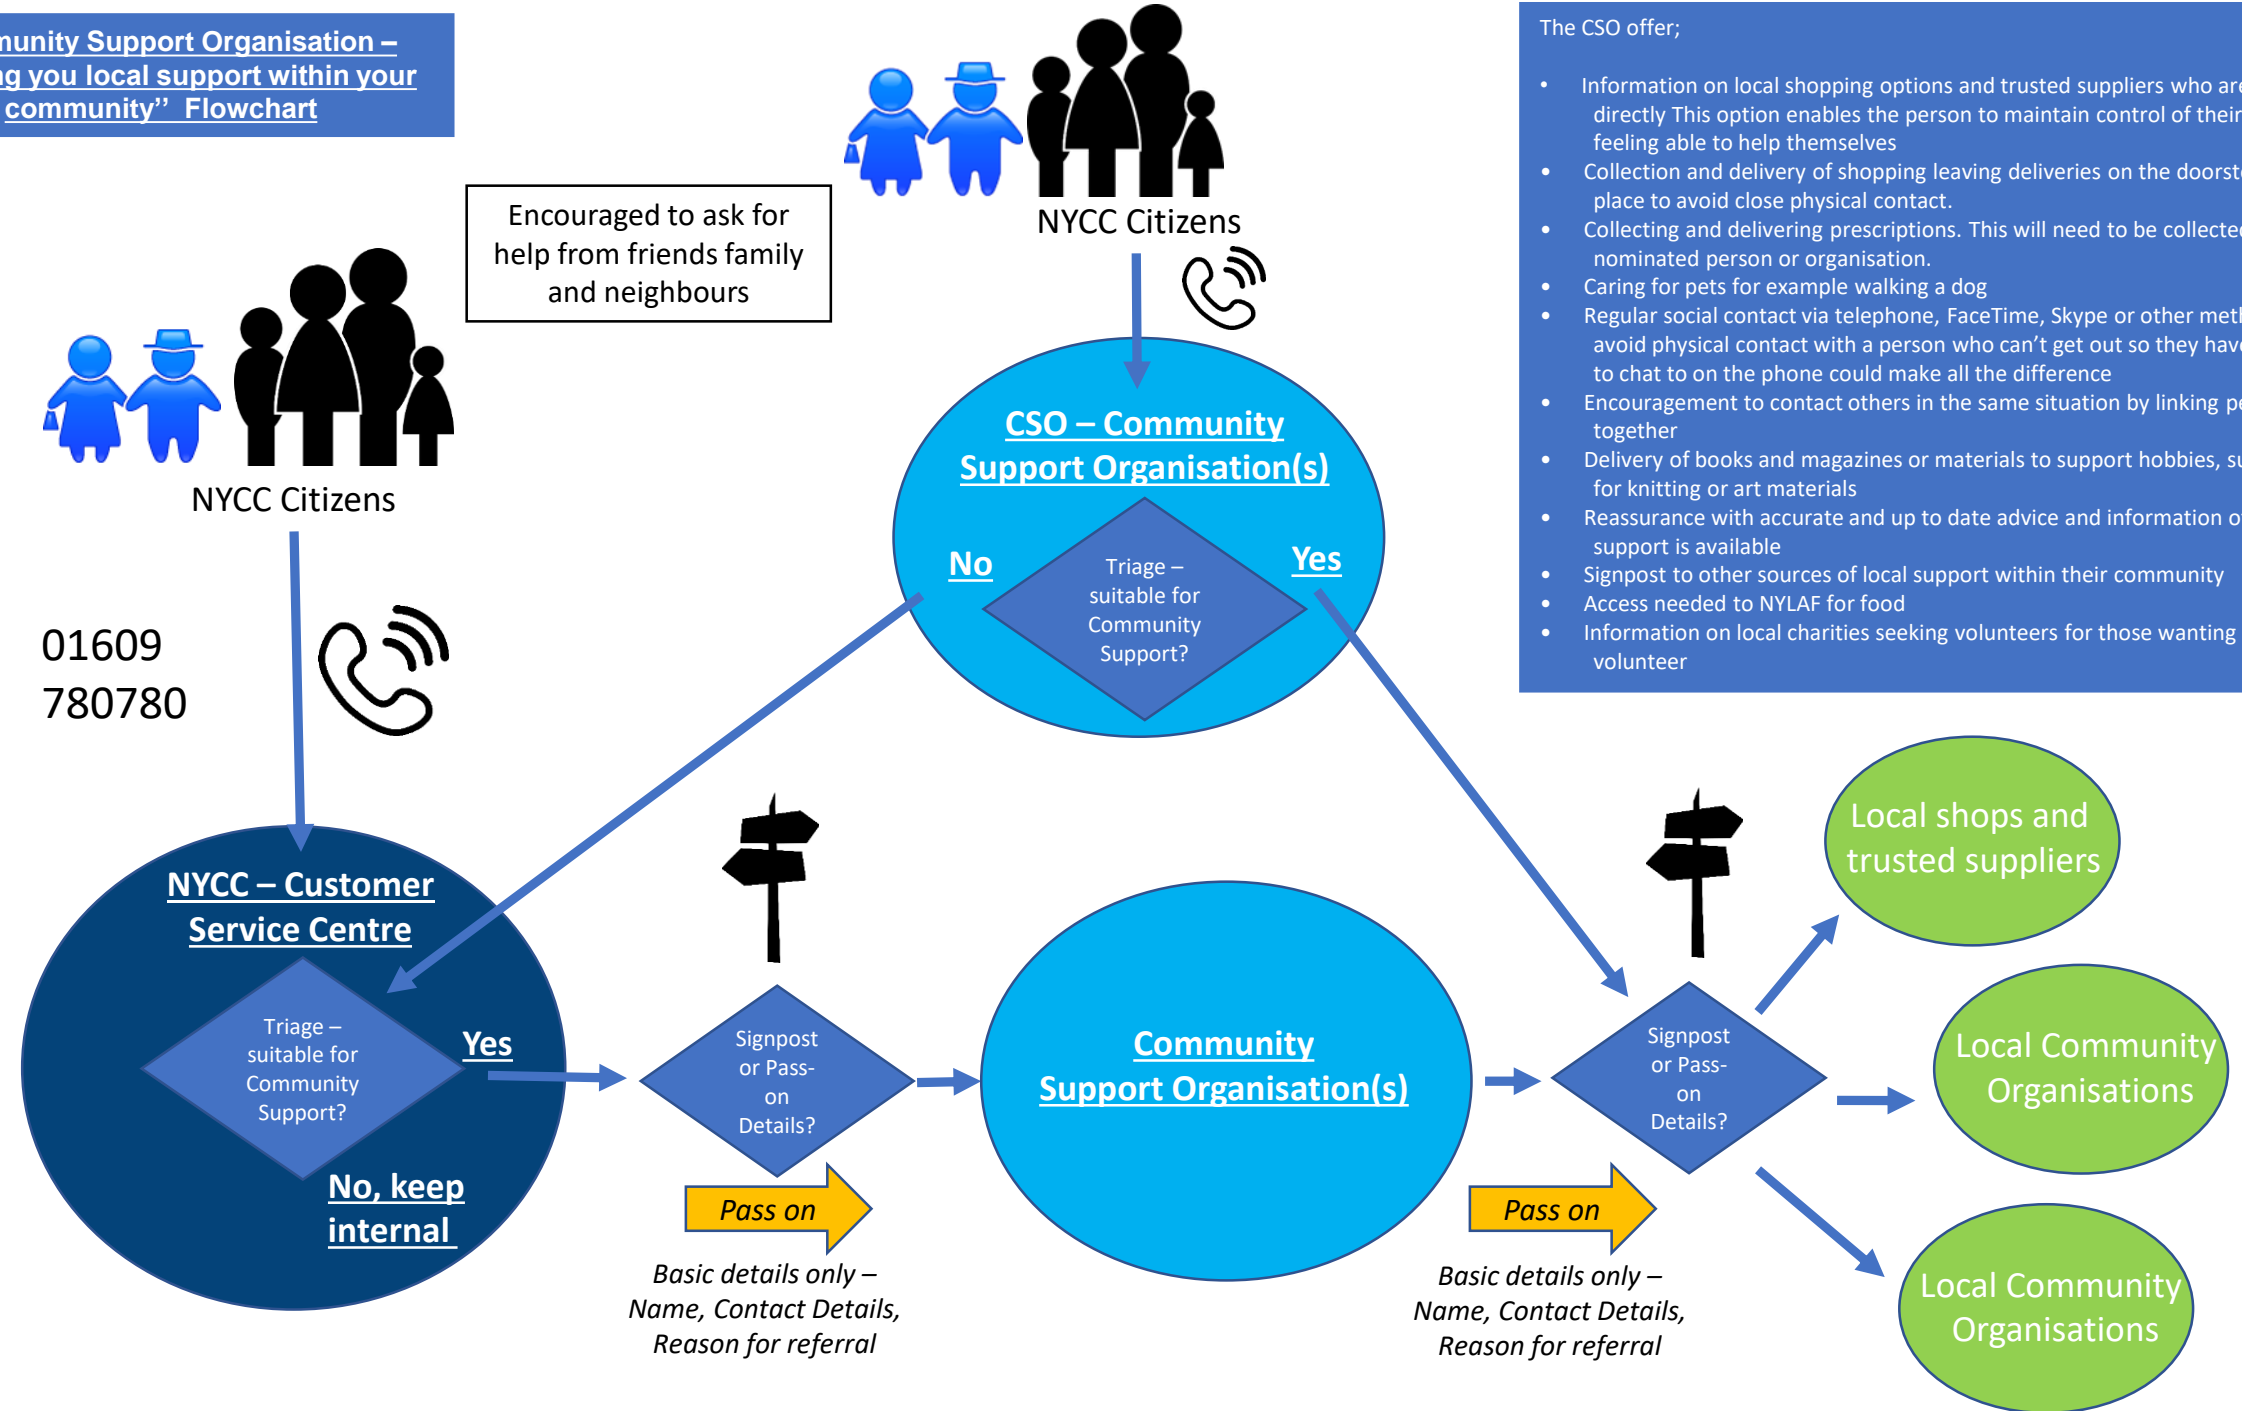 Support Organisation –
you local support within your
community” Flowchart
Encouraged to ask for
help from friends family
and neighbours
NYCC Citizens
NYCC Citizens
01609
780780
The CSO offer;
• Information on local shopping options and trusted suppliers who are
directly This option enables the person to maintain control of their
feeling able to help themselves
• Collection and delivery of shopping leaving deliveries on the
place to avoid close physical contact.
• Collecting and delivering prescriptions. This will need to be collected
nominated person or organisation.
• Caring for pets for example walking a dog
• Regular social contact via telephone, FaceTime, Skype or other
avoid physical contact with a person who can’t get out so they have
to chat to on the phone could make all the difference
• Encouragement to contact others in the same situation by linking
together
• Delivery of books and magazines or materials to support hobbies,
for knitting or art materials
• Reassurance with accurate and up to date advice and information
support is available
• Signpost to other sources of local support within their community
• Access needed to NYLAF for food
• Information on local charities seeking volunteers for those wanting
volunteer
CSO – Community
Support Organisation(s)
No
Yes
Triage –
suitable for
Community
Support?
NYCC – Customer
Service Centre
Triage –
suitable for
Community
Support?
Yes
No, keep
internal
Signpost
or Pass-
on
Details?
Pass on
Basic details only –
Name, Contact Details,
Reason for referral
Community
Support Organisation(s)
Signpost
or Pass-
on
Details?
Pass on
Basic details only –
Name, Contact Details,
Reason for referral
Local shops and
trusted suppliers
Local Community
Organisations
Local Community
Organisations